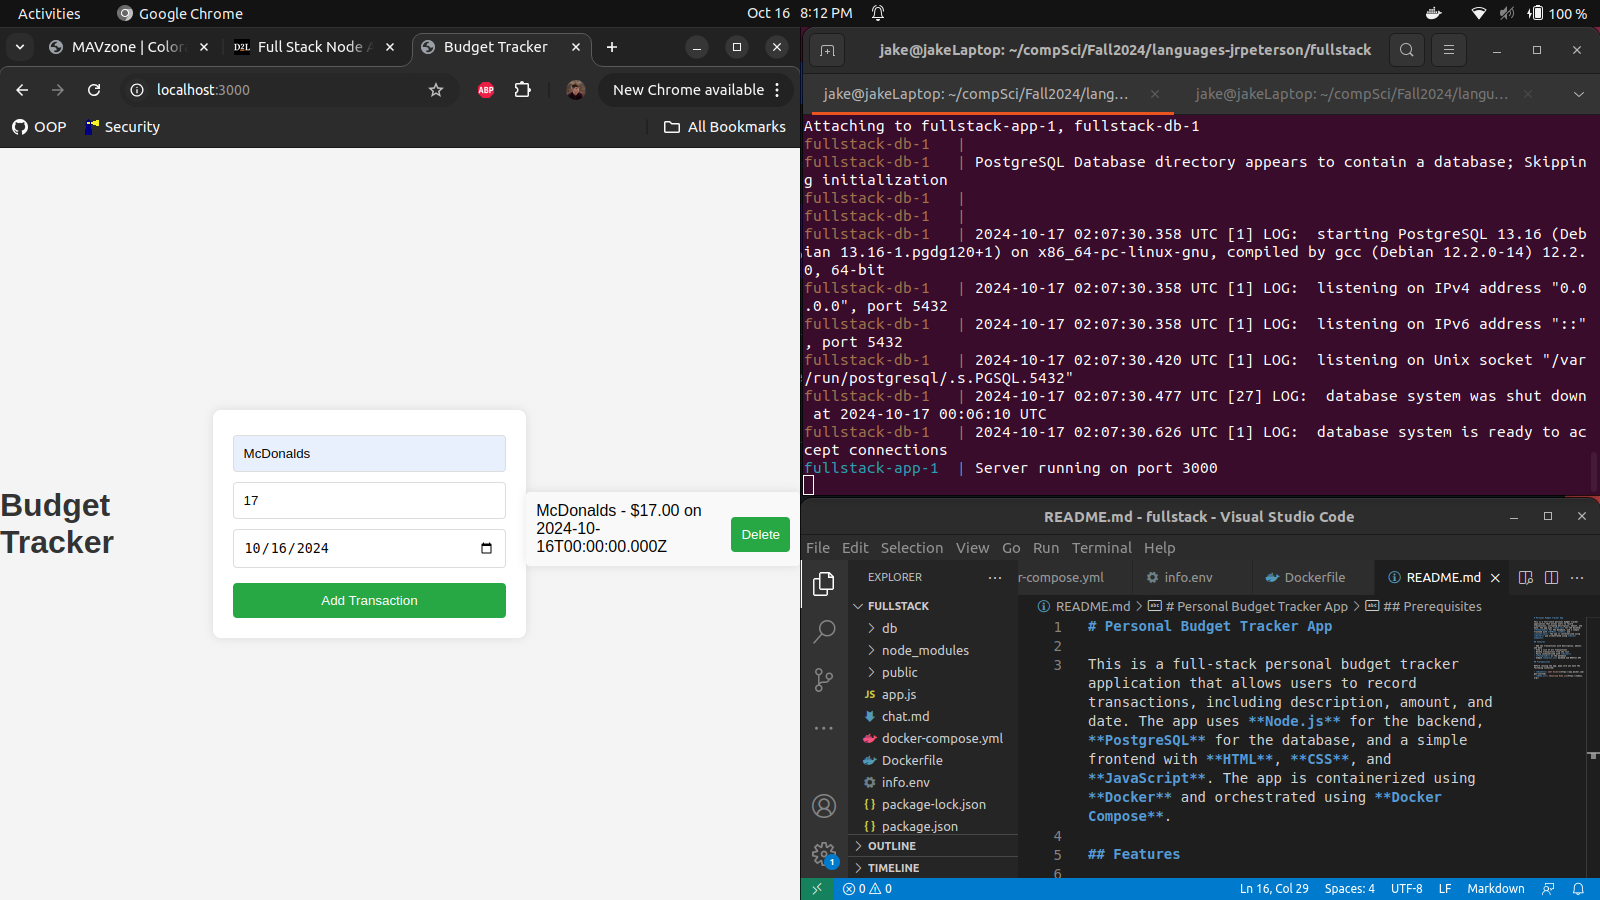 Activities
Google Chrome
Oct 16 8:12 PM
100 %
MAVzone | Color
D2L Full Stack Node A
Budget Tracker
localhost:3000
ABP
New Chrome available
OOP
Security
All Bookmarks
Budget
Tracker
McDonalds
17
10/16/2024
Add Transaction
McDonalds - $17.00 on
2024-10-
16T00:00:00.000Z
Delete
jake@jakeLaptop: ~/compSci/Fall2024/languages-jrpeterson/fullstack
jake@jakeLaptop: ~/compSci/Fall2024/lang...
jake@jakeLaptop: ~/compSci/Fall2024/langu...
Attaching to fullstack-app-1, fullstack-db-1
fullstack-db-1 |
fullstack-db-1 | PostgreSQL Database directory appears to contain a database; Skippin
g initialization
fullstack-db-1 |
fullstack-db-1 |
fullstack-db-1 | 2024-10-17 02:07:30.358 UTC [1] LOG: starting PostgreSQL 13.16 (Deb
ian 13.16-1.pgdg120+1) on x86_64-pc-linux-gnu, compiled by gcc (Debian 12.2.0-14) 12.2.
0, 64-bit
fullstack-db-1 | 2024-10-17 02:07:30.358 UTC [1] LOG: listening on IPv4 address "0.0
.0.0", port 5432
fullstack-db-1 | 2024-10-17 02:07:30.358 UTC [1] LOG: listening on IPv6 address "::"
, port 5432
fullstack-db-1 | 2024-10-17 02:07:30.420 UTC [1] LOG: listening on Unix socket "/var
/run/postgresql/.s.PGSQL.5432"
fullstack-db-1 | 2024-10-17 02:07:30.477 UTC [27] LOG: database system was shut down
at 2024-10-17 00:06:10 UTC
fullstack-db-1 | 2024-10-17 02:07:30.626 UTC [1] LOG: database system is ready to ac
cept connections
fullstack-app-1 | Server running on port 3000
README.md - fullstack - Visual Studio Code
File Edit Selection View Go Run Terminal Help
EXPLORER
r-compose.yml
info.env
Dockerfile
README.md
README.md > # Personal Budget Tracker App > ## Prerequisites
FULLSTACK
db
node_modules
public
JS app.js
chat.md
docker-compose.yml
Dockerfile
info.env
{} package-lock.json
{} package.json
OUTLINE
TIMELINE
1
1 # Personal Budget Tracker App
2
3 This is a full-stack personal budget tracker
application that allows users to record
transactions, including description, amount, and
date. The app uses **Node.js** for the backend,
**PostgreSQL** for the database, and a simple
frontend with **HTML**, **CSS**, and
**JavaScript**. The app is containerized using
**Docker** and orchestrated using **Docker
Compose**.
4
5 ## Features
6
0 0
Ln 16, Col 29 Spaces: 4 UTF-8 LF Markdown